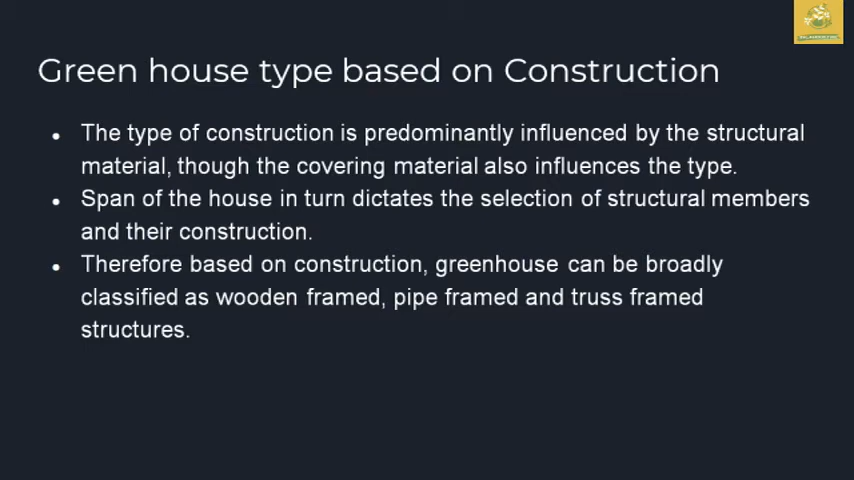 Green house type based on Construction
The type of construction is predominantly influenced by the structural
material, though the covering material also influences the type.
Span of the house in turn dictates the selection of structural members
and their construction.
Therefore based on construction, greenhouse can be broadly
classified as wooden framed, pipe framed and truss framed
structures.